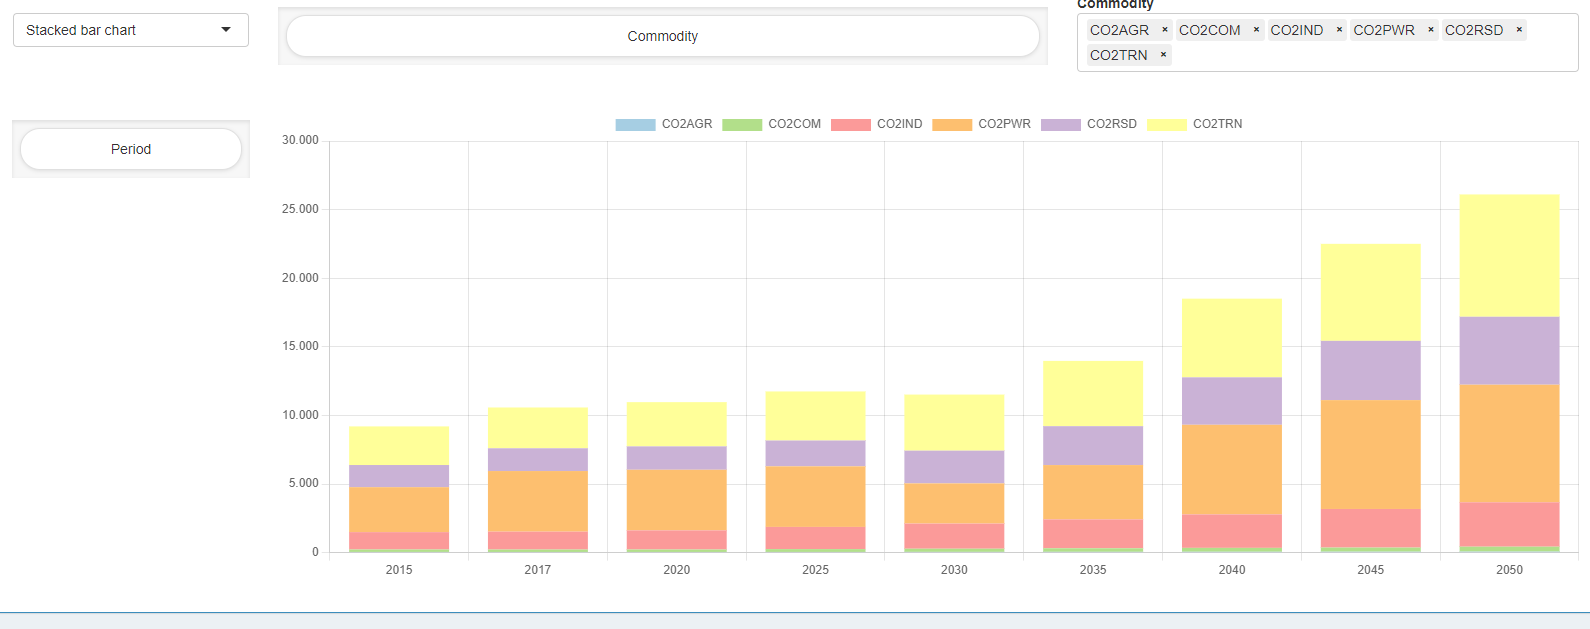 Commodity
Stacked bar chart
Commodity
CO2AGR × CO2COM × CO2IND × CO2PWR × CO2RSD ×
CO2TRN ×
Period
CO2AGR CO2COM CO2IND CO2PWR CO2RSD CO2TRN
30.000
25.000
20.000
15.000
10.000
5.000
0
2015 2017 2020 2025 2030 2035 2040 2045 2050